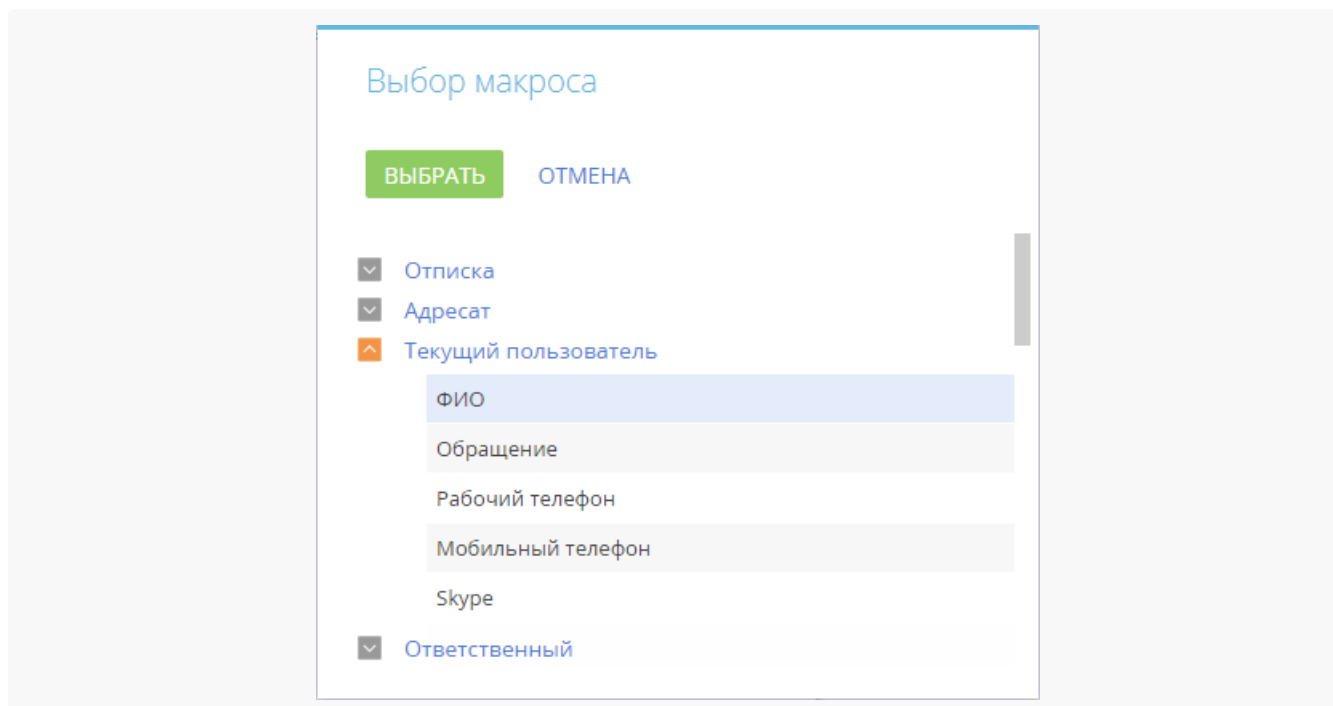 Выбор макроса
ВЫБРАТЬ ОТМЕНА
Отписка
Адресат
Текущий пользователь
ФИО
Обращение
Рабочий телефон
Мобильный телефон
Skype
Ответственный